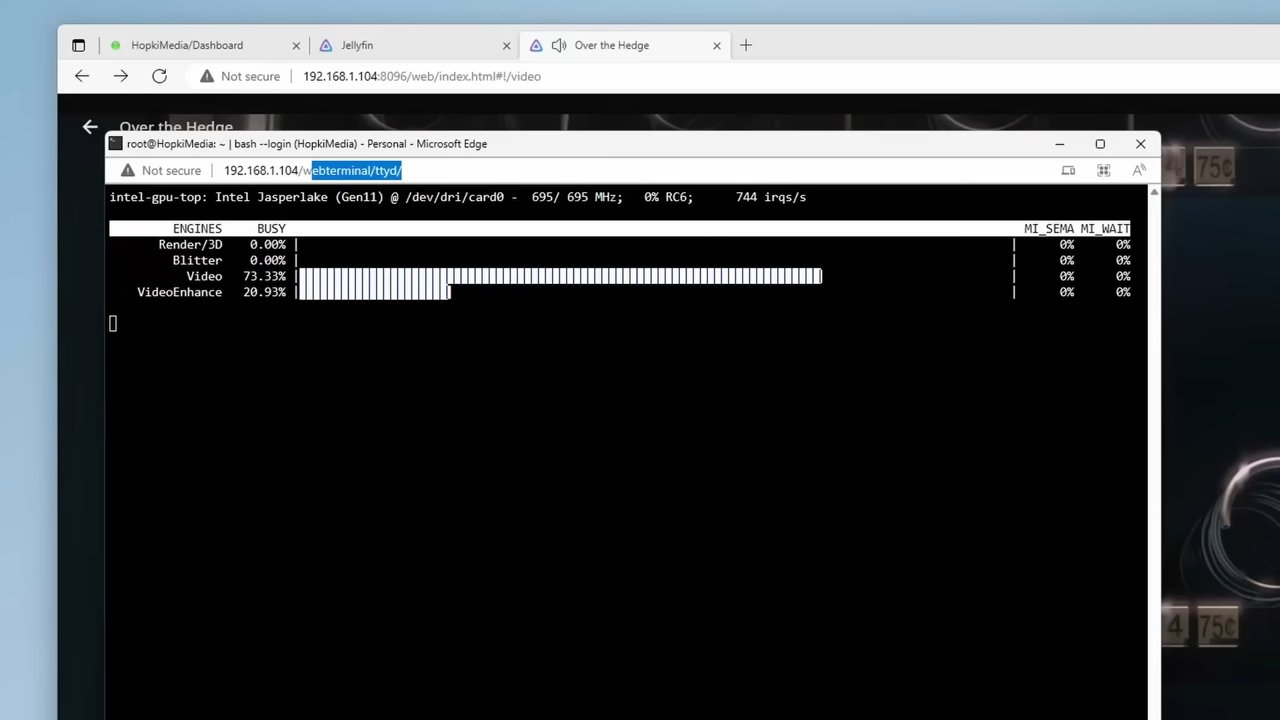 HopkiMedia/Dashboard
Jellyfin
Over the Hedge
Not secure
192.168.1.104:8096/web/index.html#!/video
Over the Hedge
root@HopkiMedia: ~ | bash --login (HopkiMedia) - Personal - Microsoft Edge
Not secure
192.168.1.104/webterminal/ttyd/
intel-gpu-top: Intel Jasperlake (Gen11) @ /dev/dri/card0 - 695/ 695 MHz; 0% RC6; 744 irqs/s
ENGINES BUSY MI_SEMA MI_WAIT
Render/3D 0.00% | | 0% 0%
Blitter 0.00% | | 0% 0%
Video 73.33% | | 0% 0%
VideoEnhance 20.93% | | 0% 0%
75¢
4 75¢